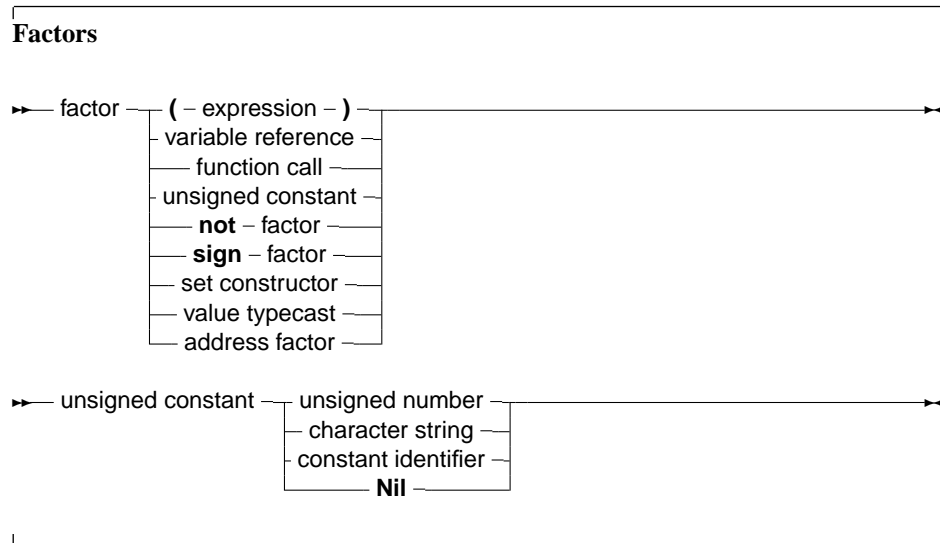 Factors
factor ( expression )
variable reference
function call
unsigned constant
not factor
sign factor
set constructor
value typecast
address factor
unsigned constant unsigned number
character string
constant identifier
Nil